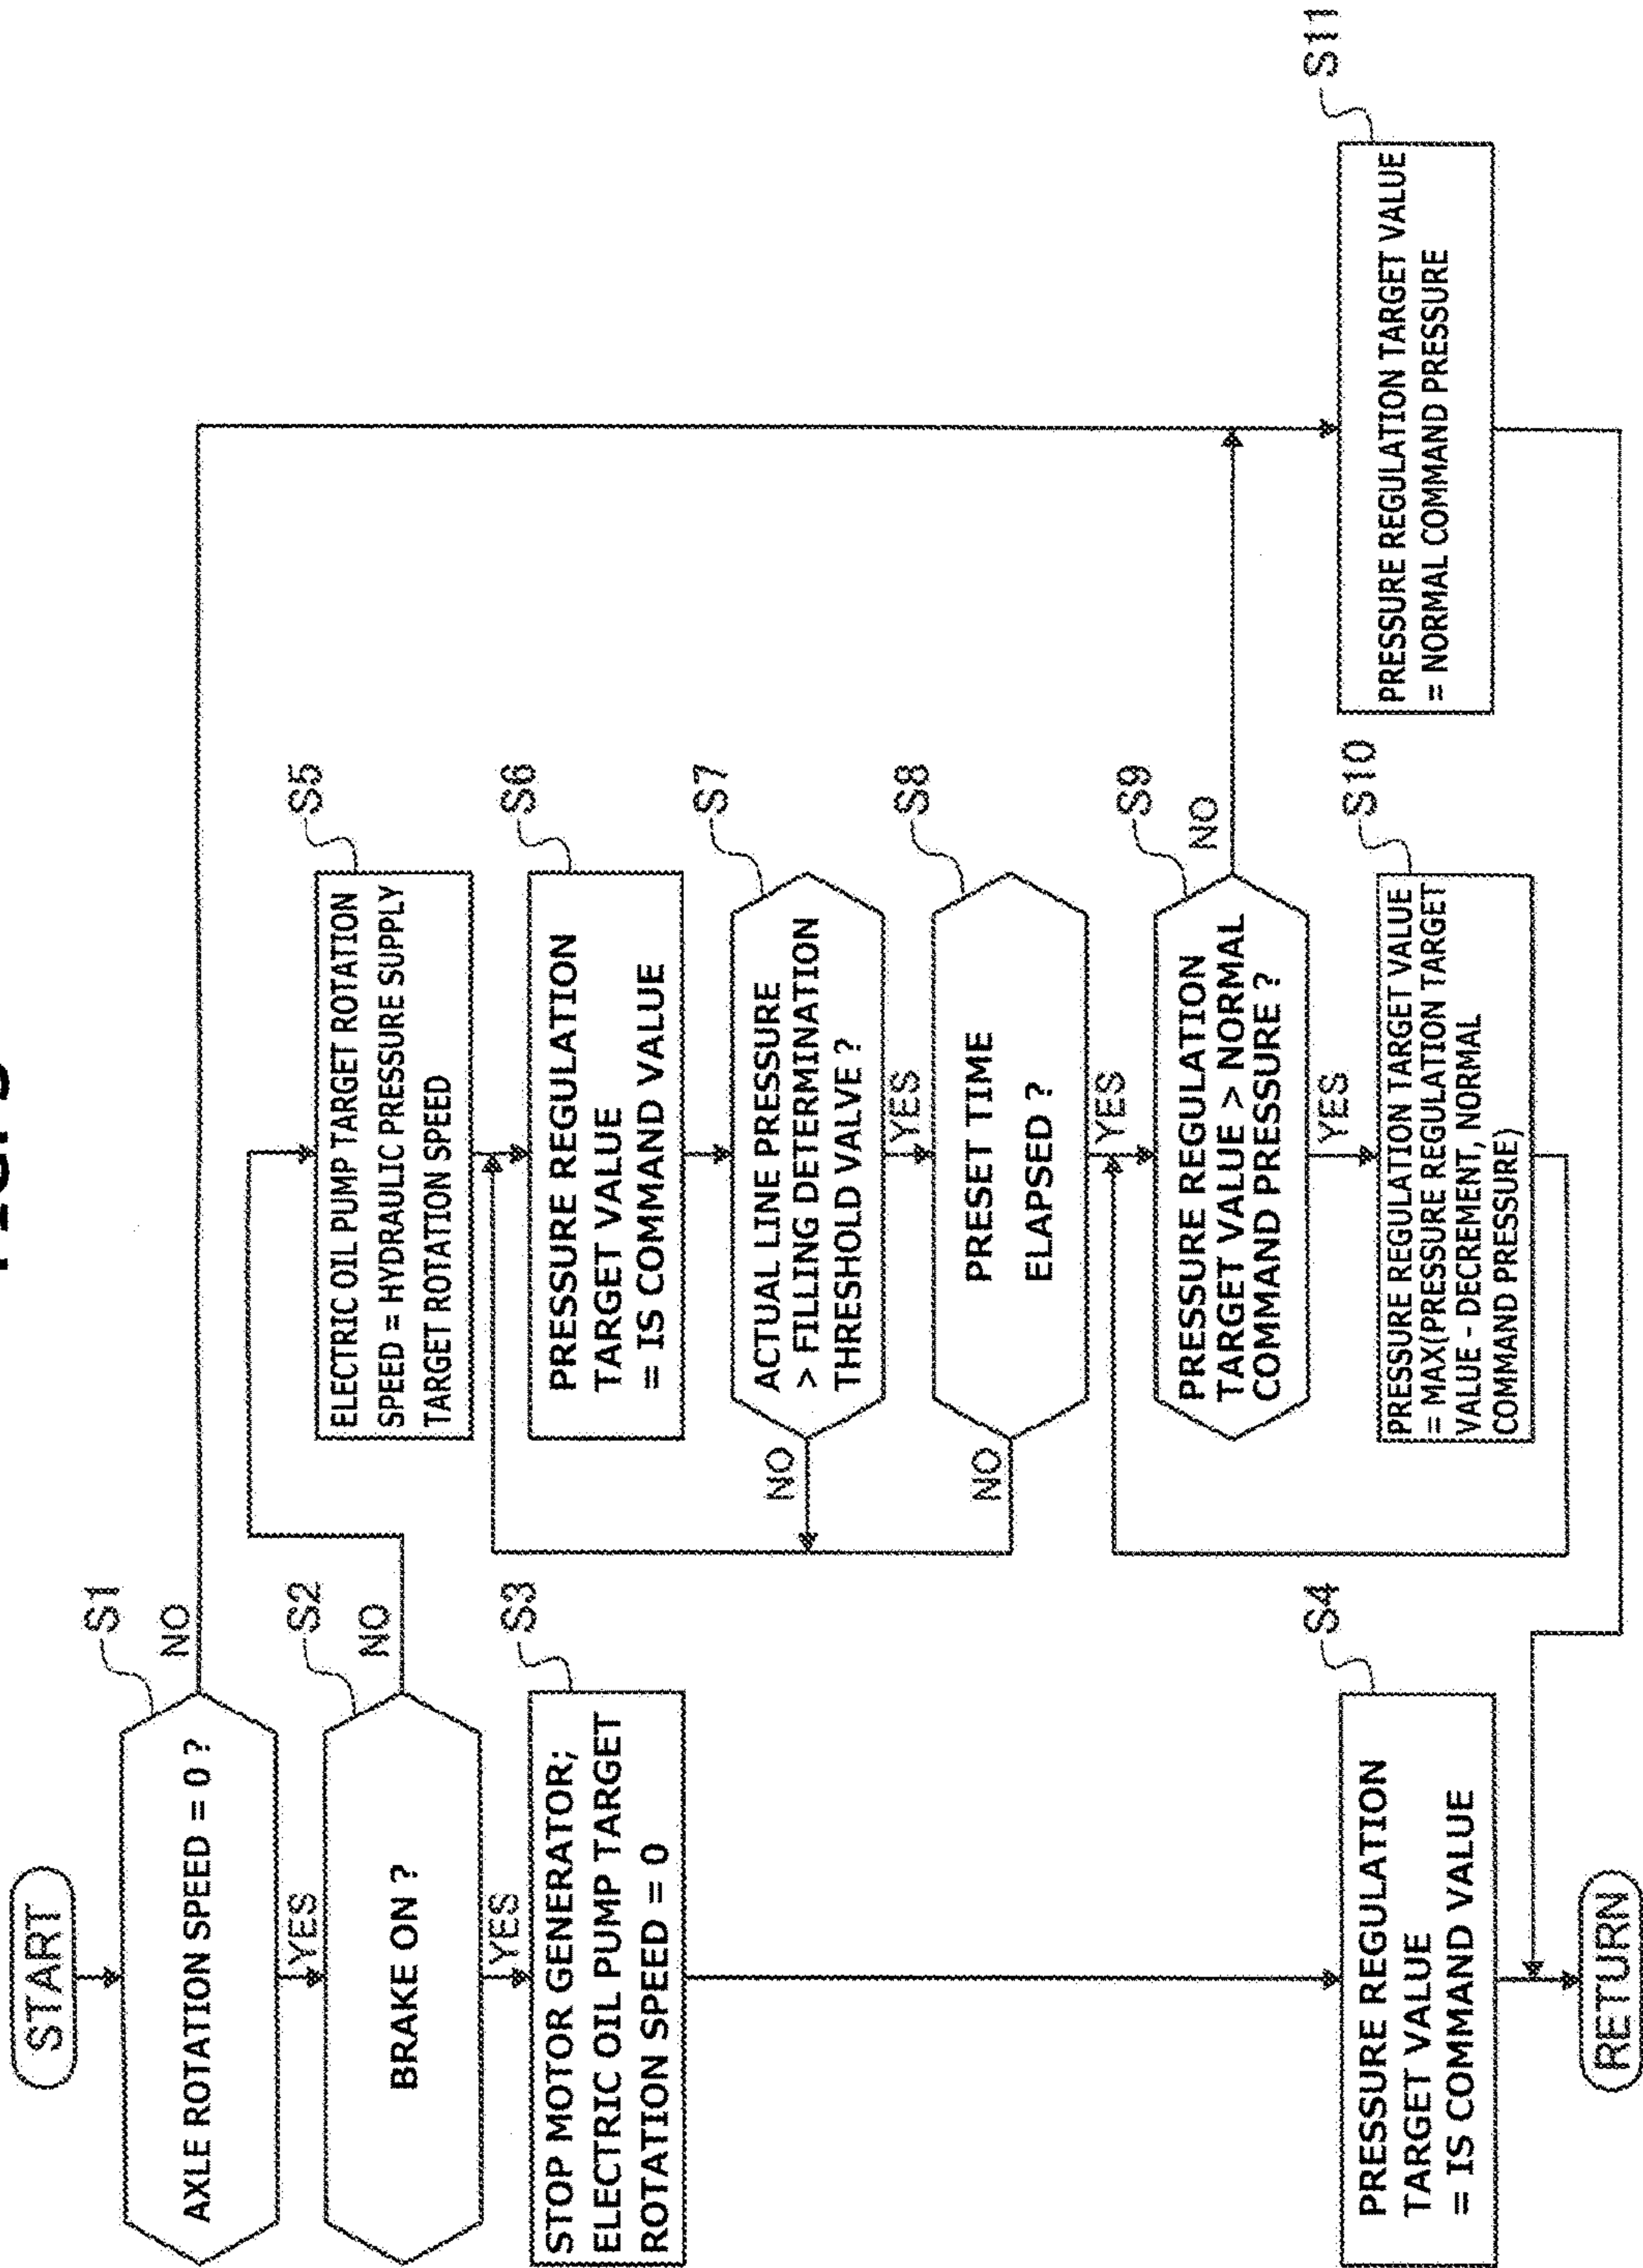 START
AXLE ROTATION SPEED = 0 ?
S1
NO
YES
BRAKE ON ?
S2
NO
YES
STOP MOTOR GENERATOR;
ELECTRIC OIL PUMP TARGET
ROTATION SPEED = 0
S3
PRESSURE REGULATION
TARGET VALUE
= IS COMMAND VALUE
S4
RETURN
ELECTRIC OIL PUMP TARGET ROTATION
SPEED = HYDRAULIC PRESSURE SUPPLY
TARGET ROTATION SPEED
S5
PRESSURE REGULATION
TARGET VALUE
= IS COMMAND VALUE
S6
ACTUAL LINE PRESSURE
> FILLING DETERMINATION
THRESHOLD VALVE ?
S7
NO
YES
PRESET TIME
ELAPSED ?
S8
NO
YES
PRESSURE REGULATION
TARGET VALUE > NORMAL
COMMAND PRESSURE ?
S9
NO
YES
PRESSURE REGULATION TARGET VALUE
= MAX(PRESSURE REGULATION TARGET
VALUE - DECREMENT, NORMAL
COMMAND PRESSURE)
S10
PRESSURE REGULATION TARGET VALUE
= NORMAL COMMAND PRESSURE
S11